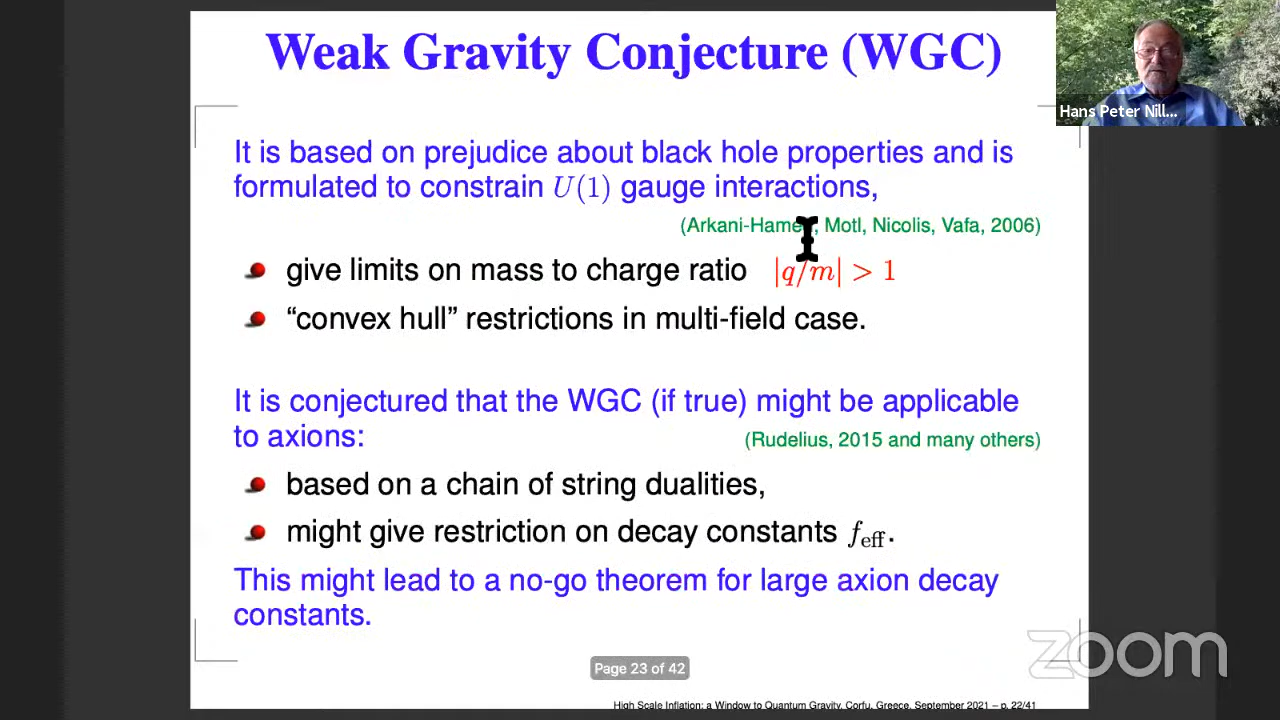 Weak Gravity Conjecture (WGC)
Hans Peter Nill...
It is based on prejudice about black hole properties and is
formulated to constrain U(1) gauge interactions,
(Arkani-Hame, Motl, Nicolis, Vafa, 2006)
give limits on mass to charge ratio |q/m| > 1
“convex hull” restrictions in multi-field case.
It is conjectured that the WGC (if true) might be applicable
to axions:
(Rudelius, 2015 and many others)
based on a chain of string dualities,
might give restriction on decay constants f_eff.
This might lead to a no-go theorem for large axion decay
constants.
zoom
Page 23 of 42
High Scale Inflation: a Window to Quantum Gravity, Corfu, Greece, September 2021 – p. 22/41